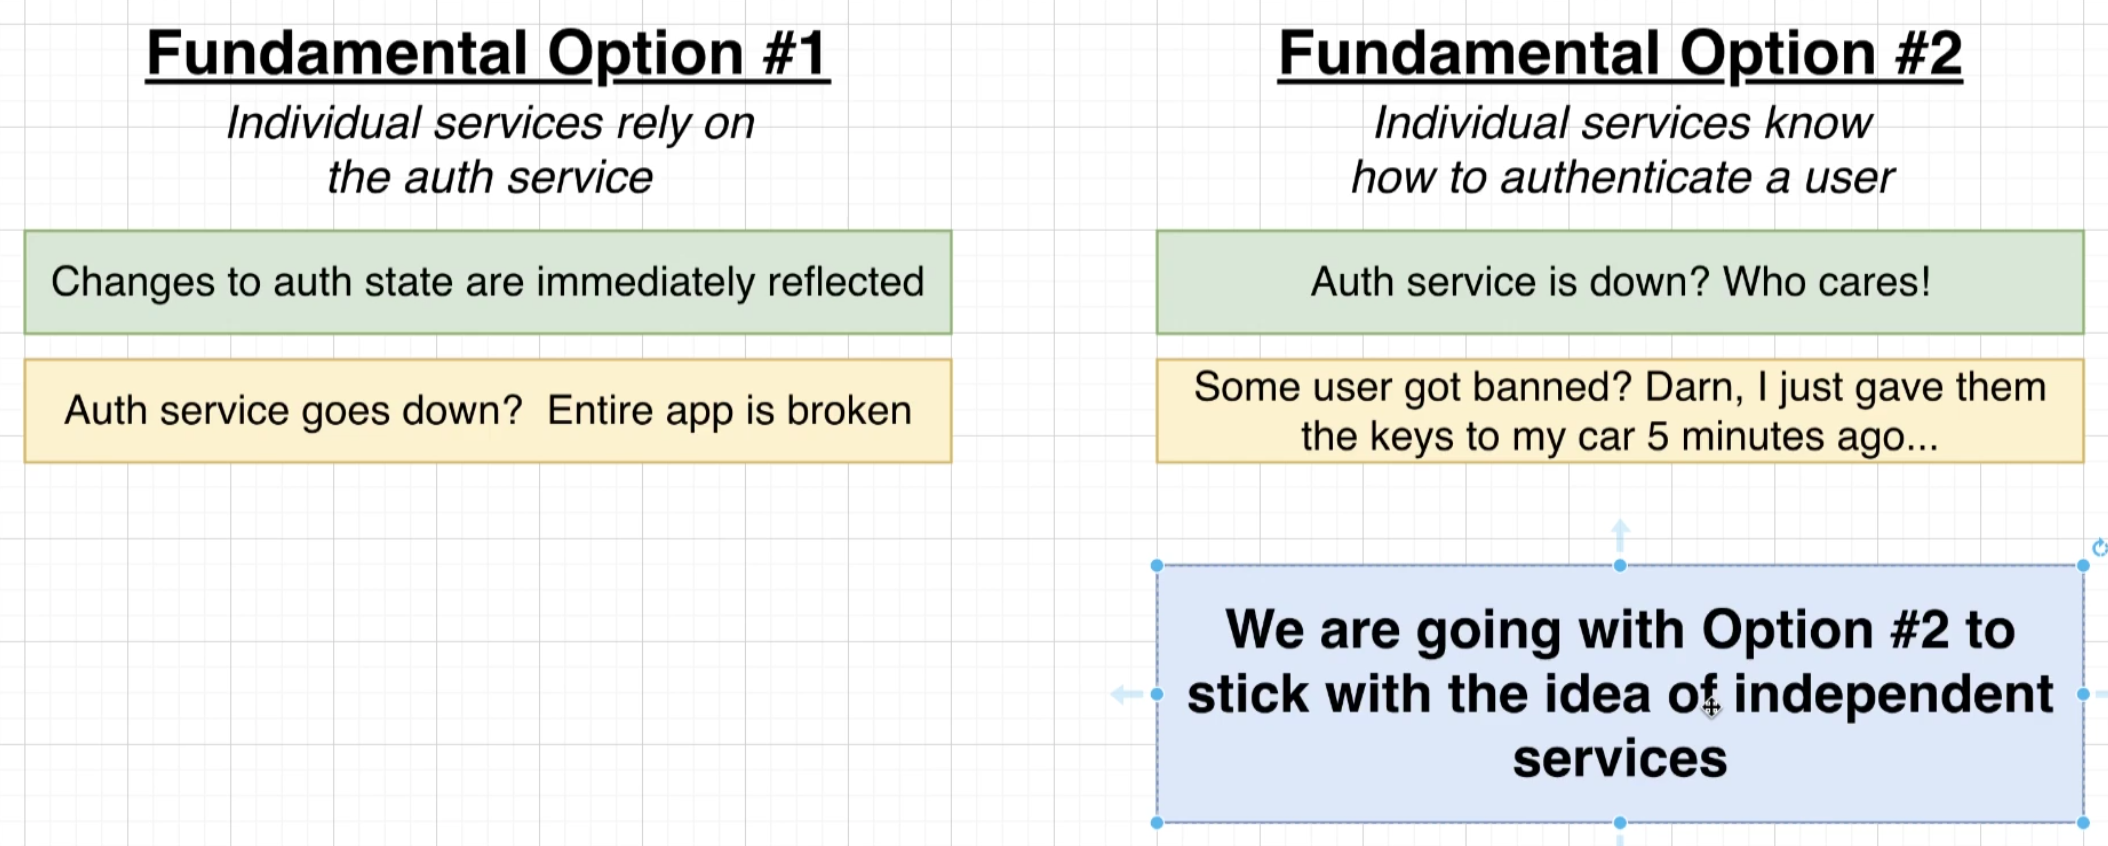 Fundamental Option #1
Individual services rely on
the auth service
Changes to auth state are immediately reflected
Auth service goes down?  Entire app is broken
Fundamental Option #2
Individual services know
how to authenticate a user
Auth service is down? Who cares!
Some user got banned? Darn, I just gave them
the keys to my car 5 minutes ago...
We are going with Option #2 to
stick with the idea of independent
services